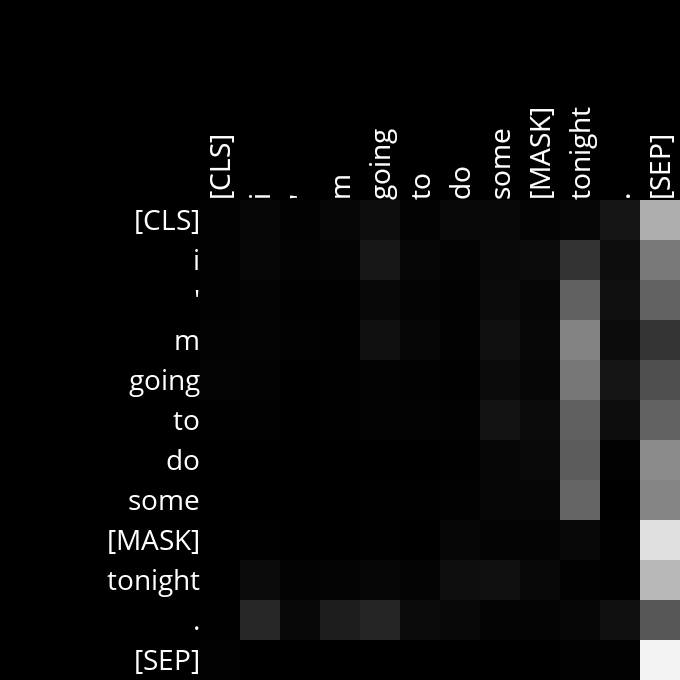 [CLS]
i
'
m
going
to
do
some
[MASK]
tonight
.
[SEP]
[CLS]
i
'
m
going
to
do
some
[MASK]
tonight
.
[SEP]